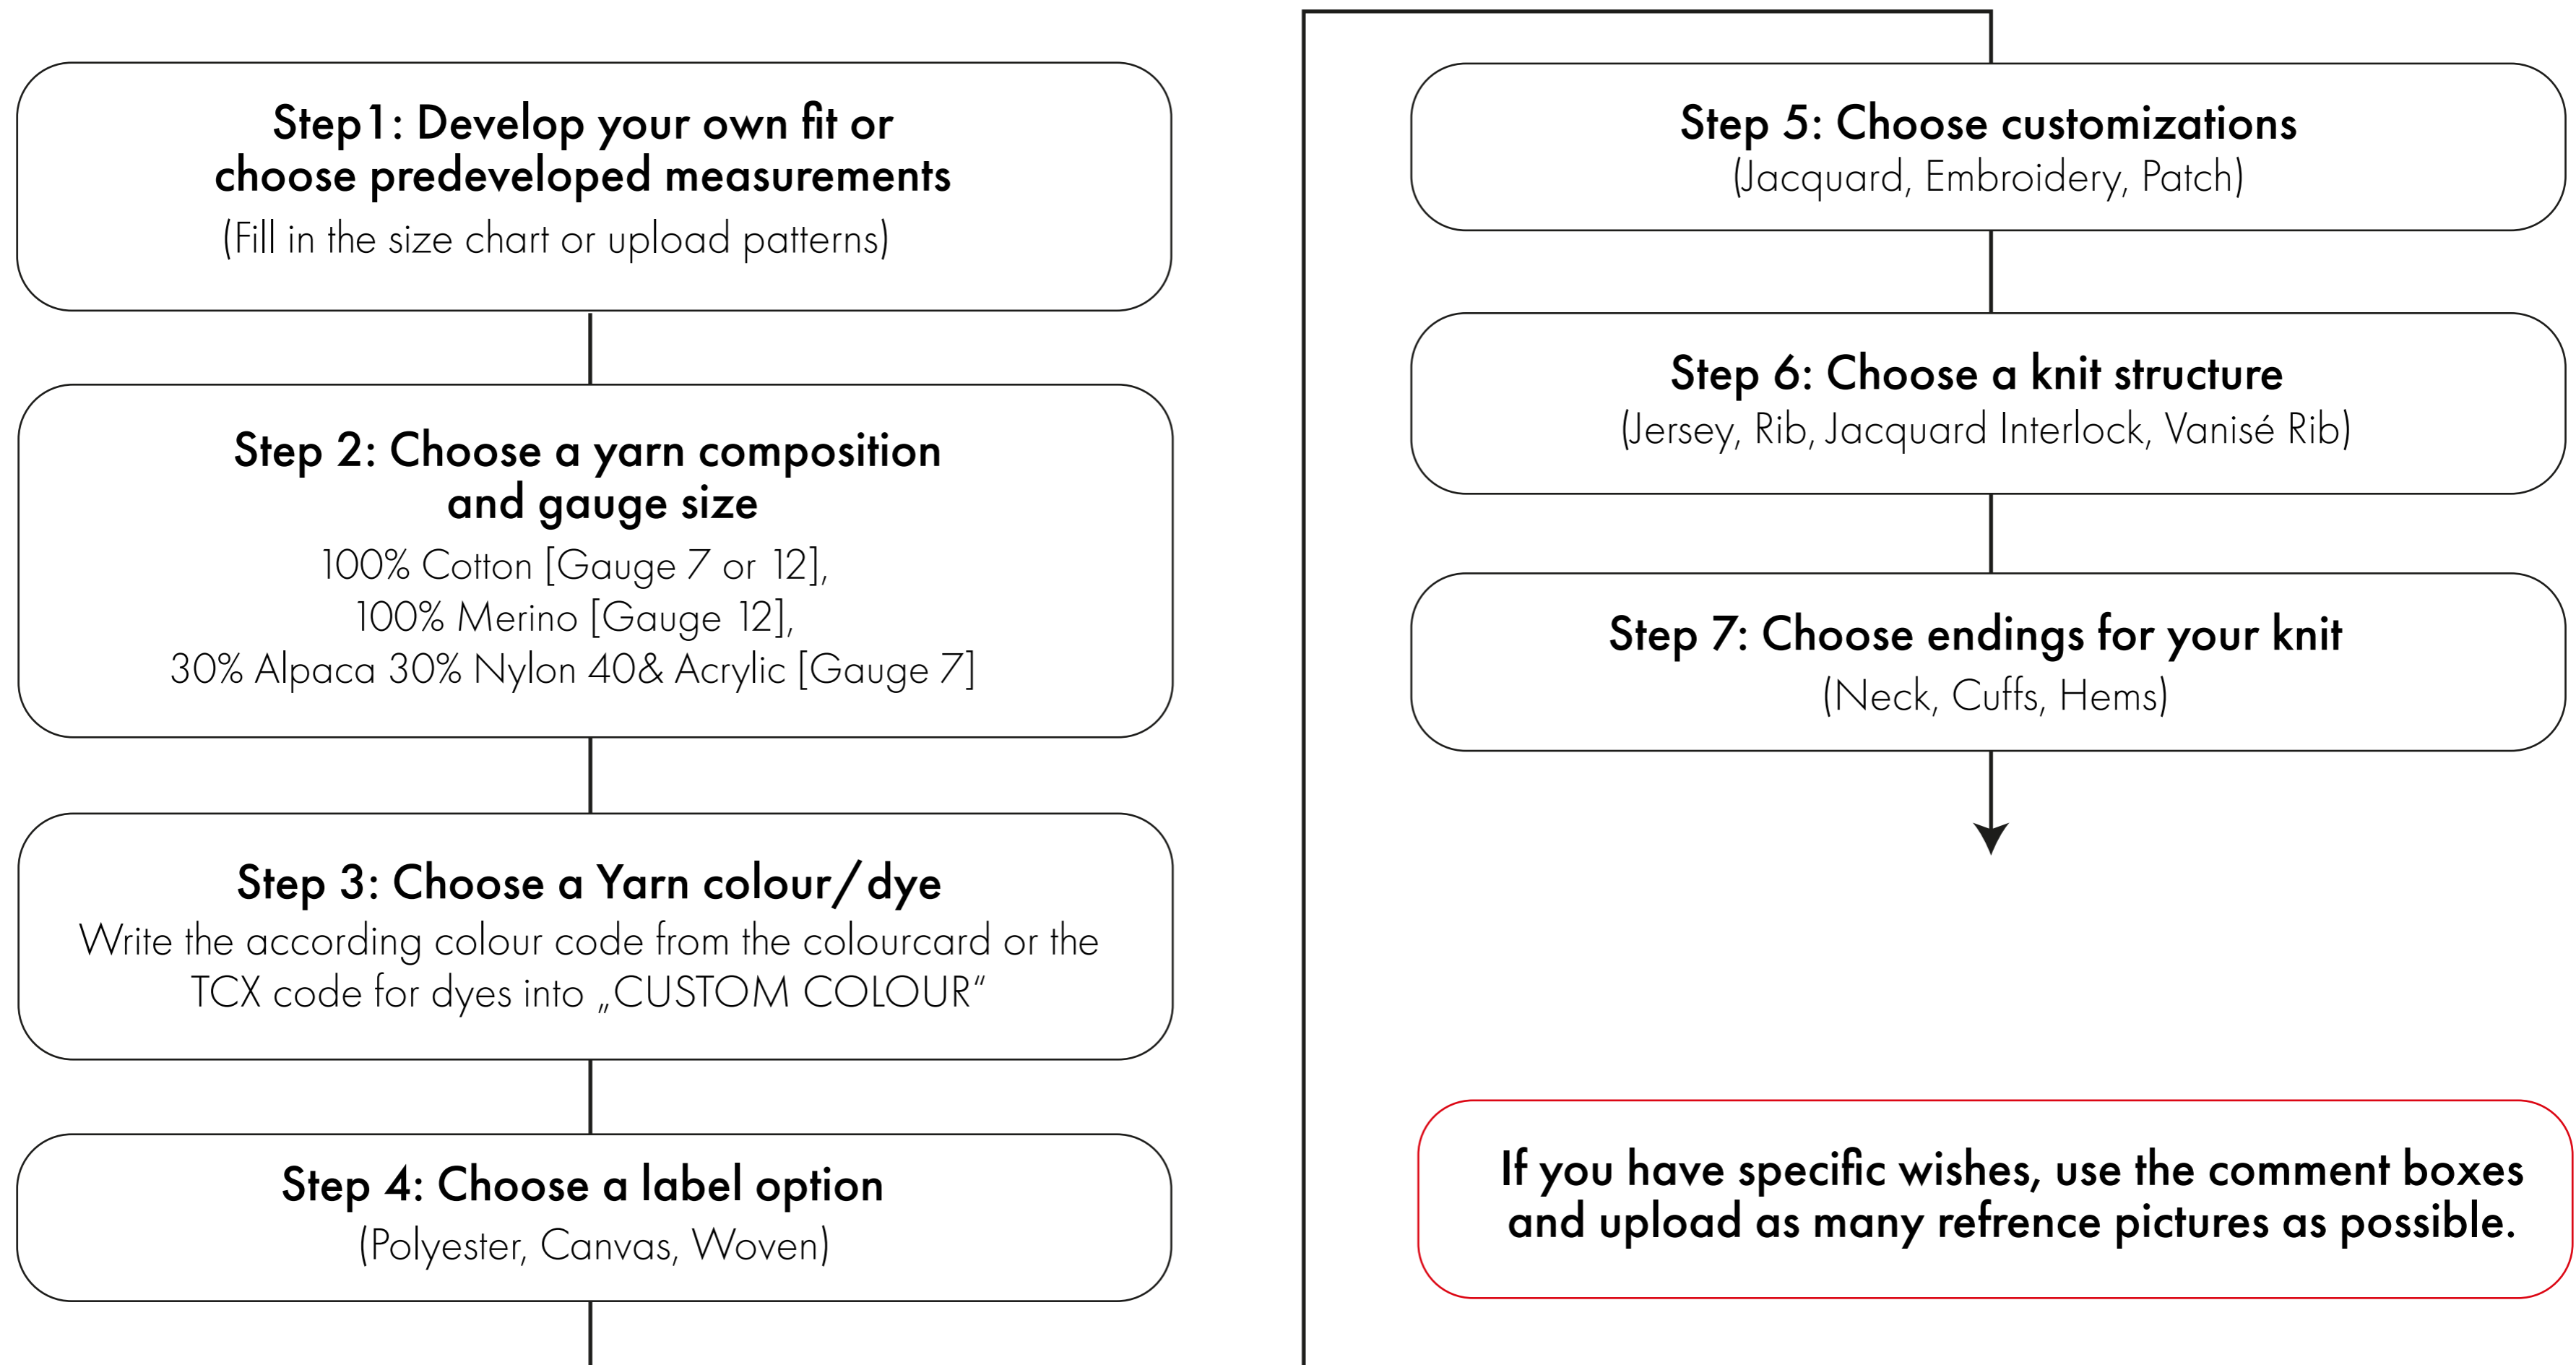 Step1: Develop your own fit or
choose predeveloped measurements
(Fill in the size chart or upload patterns)
Step 2: Choose a yarn composition
and gauge size
100% Cotton [Gauge 7 or 12],
100% Merino [Gauge 12],
30% Alpaca 30% Nylon 40& Acrylic [Gauge 7]
Step 3: Choose a Yarn colour/dye
Write the according colour code from the colourcard or the
TCX code for dyes into „CUSTOM COLOUR“
Step 4: Choose a label option
(Polyester, Canvas, Woven)
Step 5: Choose customizations
(Jacquard, Embroidery, Patch)
Step 6: Choose a knit structure
(Jersey, Rib, Jacquard Interlock, Vanisé Rib)
Step 7: Choose endings for your knit
(Neck, Cuffs, Hems)
If you have specific wishes, use the comment boxes
and upload as many refrence pictures as possible.